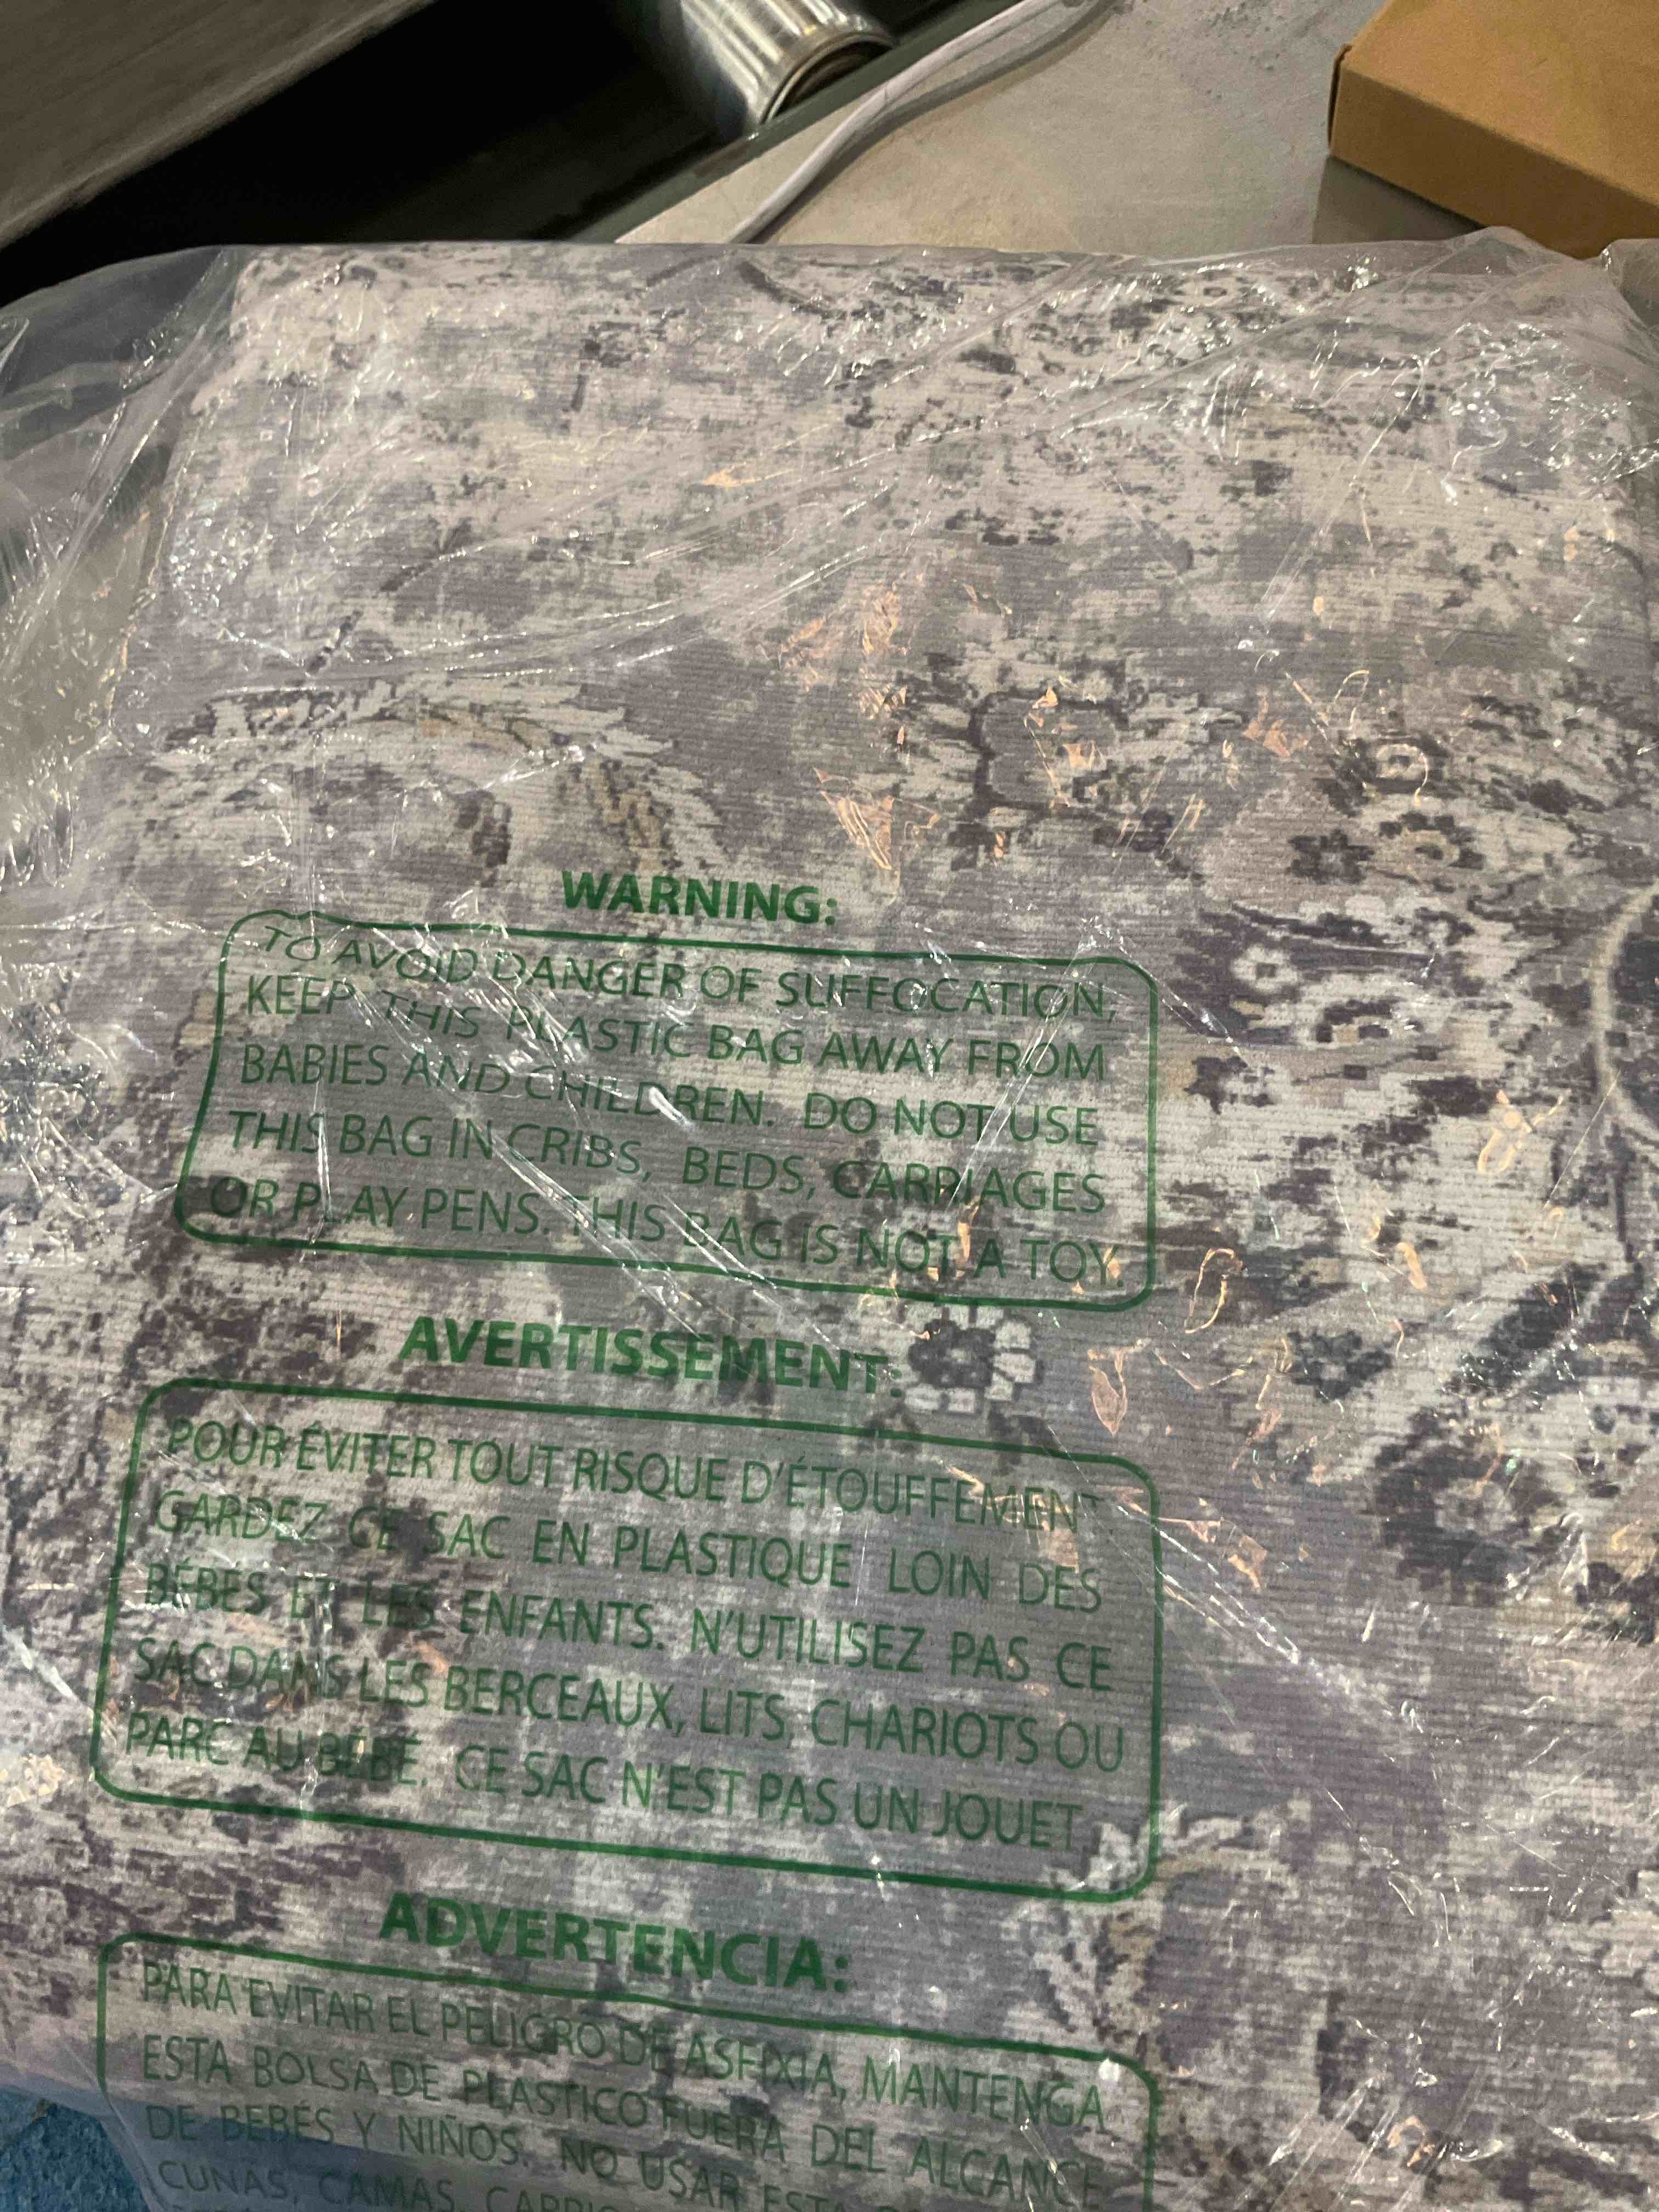 WARNING:
TO AVOID DANGER OF SUFFOCATION,
KEEP THIS PLASTIC BAG AWAY FROM
BABIES AND CHILDREN. DO NOT USE
THIS BAG IN CRIBS, BEDS, CARRIAGES
OR PLAY PENS. THIS BAG IS NOT A TOY.
AVERTISSEMENT:
POUR ÉVITER TOUT RISQUE D'ÉTOUFFEMENT
GARDEZ CE SAC EN PLASTIQUE LOIN DES
BÉBES ET LES ENFANTS. N'UTILISEZ PAS CE
SAC DANS LES BERCEAUX, LITS, CHARIOTS OU
PARC AU BÉBÉ. CE SAC N'EST PAS UN JOUET.
ADVERTENCIA:
PARA EVITAR EL PELIGRO DE ASFIXIA, MANTENGA
ESTA BOLSA DE PLASTICO FUERA DEL ALCANCE
DE BEBÉS Y NIÑOS. NO USAR ESTA
CUNAS, CAMAS,